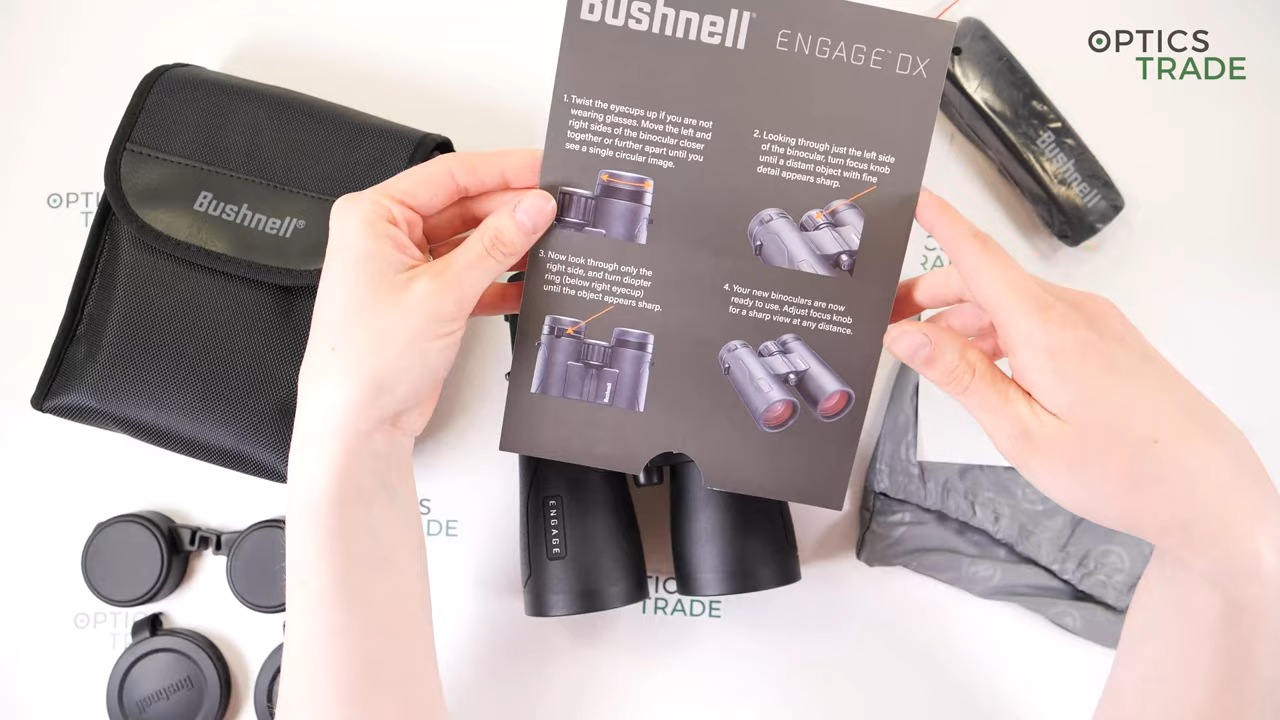 Bushnell
ENGAGE™ DX
OPTICS
TRADE
1. Twist the eyecups up if you are not
wearing glasses. Move the left and
right sides of the binocular closer
together or further apart until you
see a single circular image.
2. Looking through just the left side
of the binocular, turn focus knob
until a distant object with fine
detail appears sharp.
3. Now look through only the
right side, and turn diopter
ring (below right eyecup)
until the object appears sharp.
4. Your new binoculars are now
ready to use. Adjust focus knob
for a sharp view at any distance.
Bushnell
Bushnell®
Bushnell
ENGAGE
Bushnell
OPTICS
TRADE